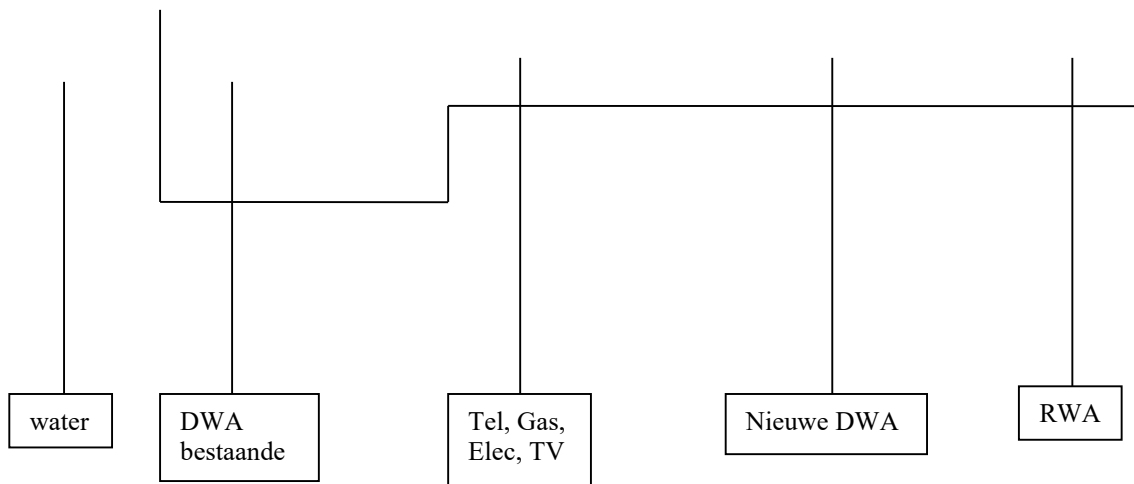 water
DWA
bestaande
Tel, Gas,
Elec, TV
Nieuwe DWA
RWA